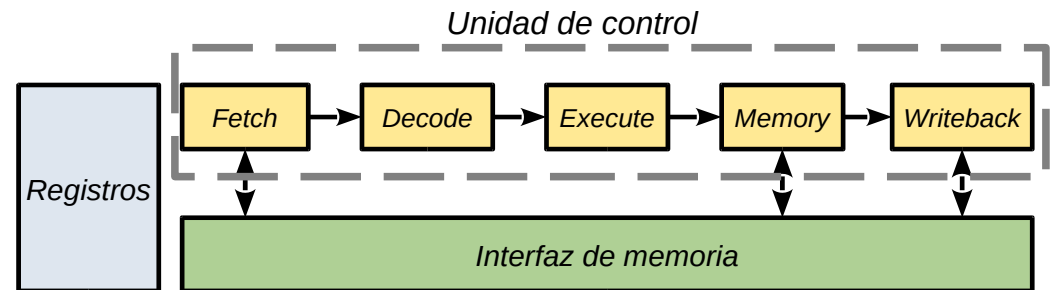 Unidad de control
Fetch
Decode
Execute
Memory
Writeback
Registros
Interfaz de memoria